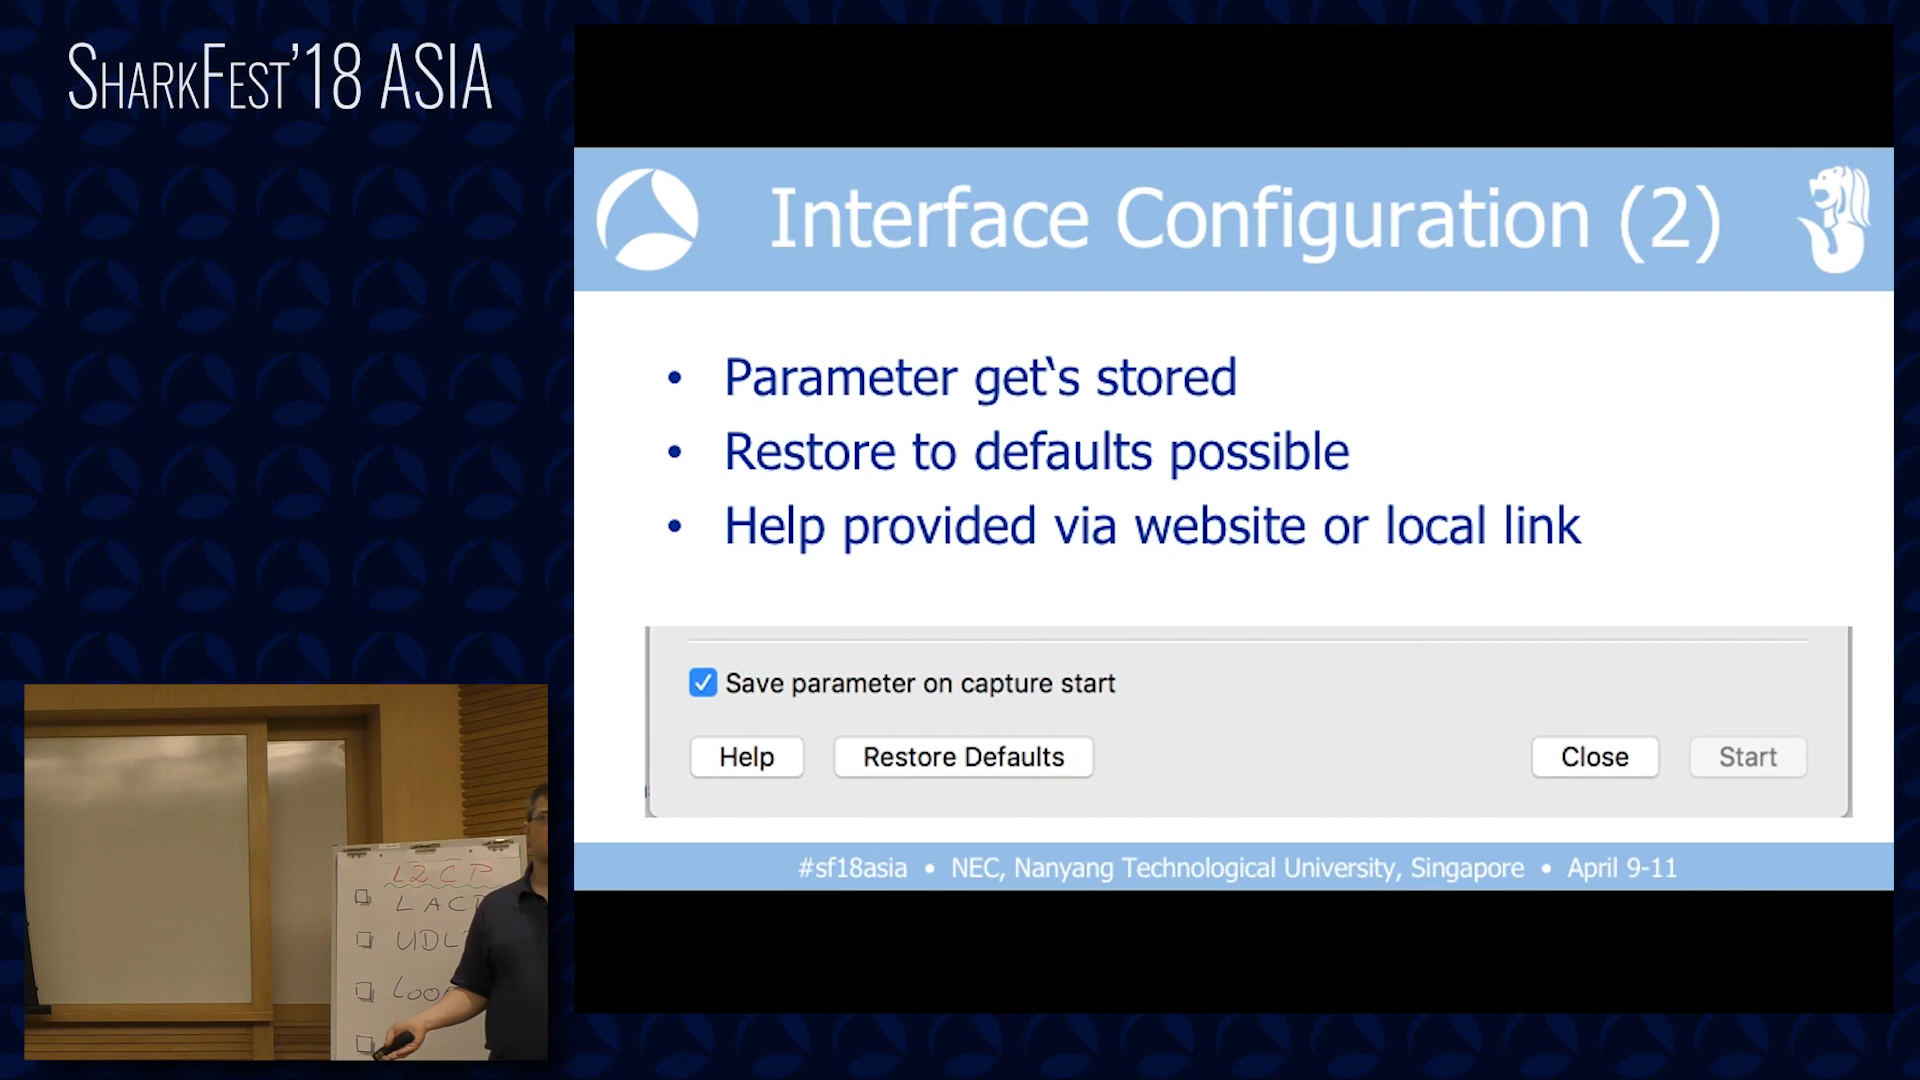 SHARKFEST'18 ASIA
Interface Configuration (2)
• Parameter get‘s stored
• Restore to defaults possible
• Help provided via website or local link
Save parameter on capture start
Help
Restore Defaults
Close
Start
#sf18asia • NEC, Nanyang Technological University, Singapore • April 9-11
L2CP